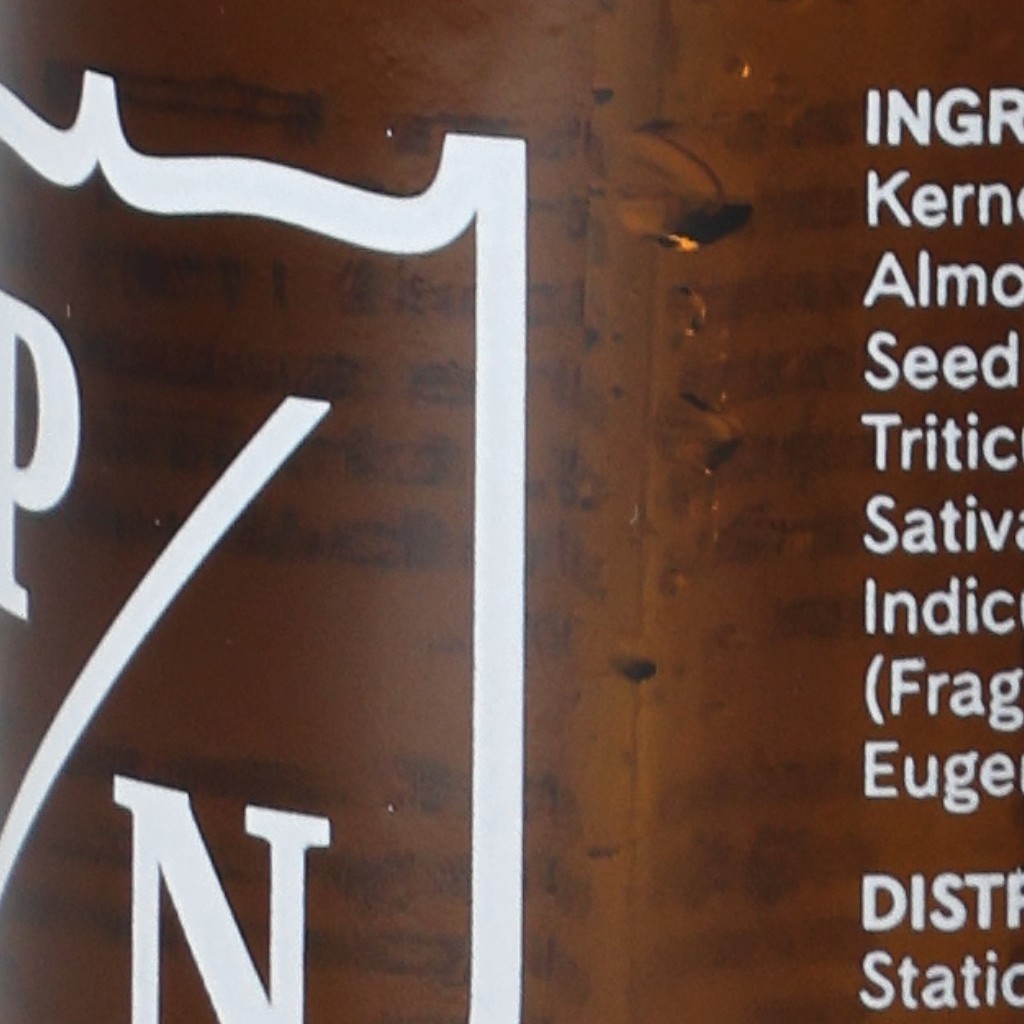 P
N
INGR
Kerne
Almo
Seed
Tritic
Sativa
Indicu
(Frag
Eugen
DISTR
Static